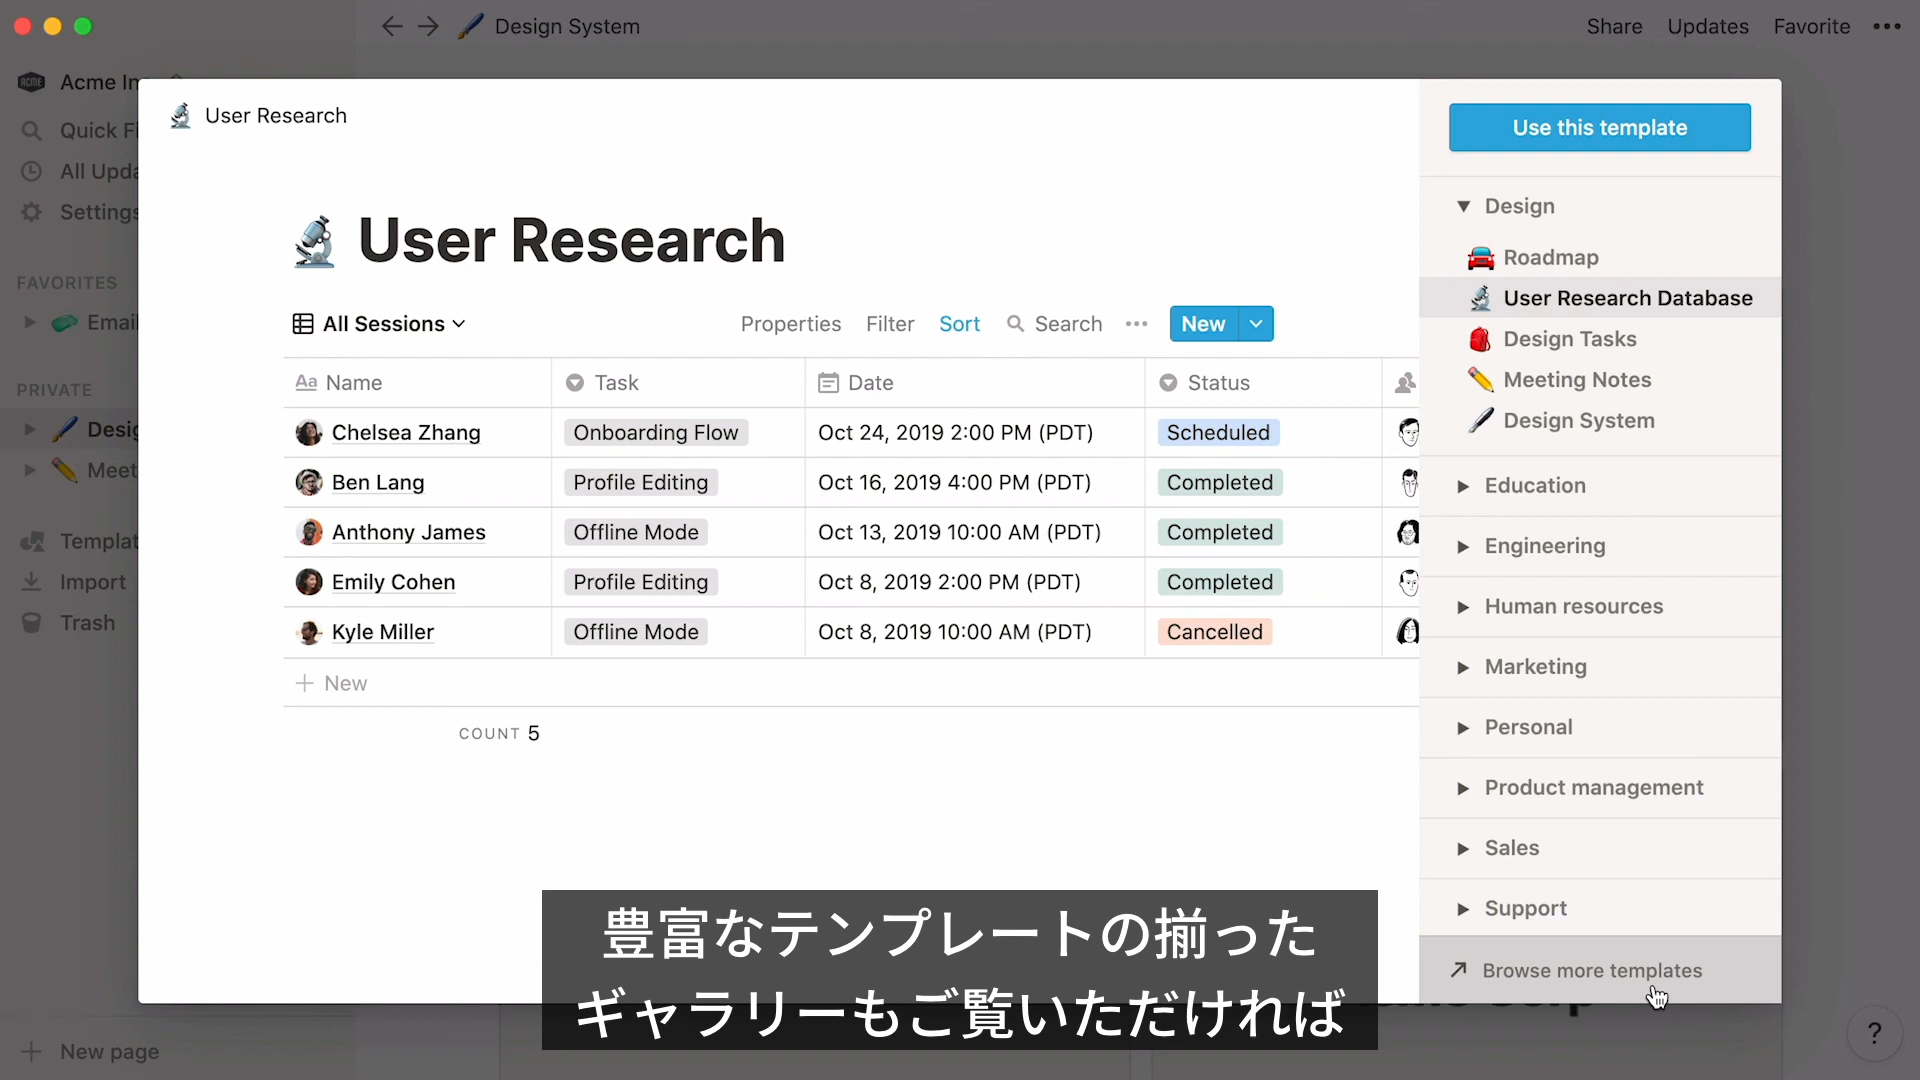 Design System
Share
Updates
Favorite
ACME
Acme In
Quick Fi
All Upda
Settings
FAVORITES
Email
PRIVATE
Desig
Meet
Templat
Import
Trash
New page
User Research
User Research
All Sessions
Properties
Filter
Sort
Search
New
Aa Name
Task
Date
Status
Chelsea Zhang
Onboarding Flow
Oct 24, 2019 2:00 PM (PDT)
Scheduled
Ben Lang
Profile Editing
Oct 16, 2019 4:00 PM (PDT)
Completed
Anthony James
Offline Mode
Oct 13, 2019 10:00 AM (PDT)
Completed
Emily Cohen
Profile Editing
Oct 8, 2019 2:00 PM (PDT)
Completed
Kyle Miller
Offline Mode
Oct 8, 2019 10:00 AM (PDT)
Cancelled
New
COUNT 5
Use this template
Design
Roadmap
User Research Database
Design Tasks
Meeting Notes
Design System
Education
Engineering
Human resources
Marketing
Personal
Product management
Sales
Support
Browse more templates
豊富なテンプレートの揃った
ギャラリーもご覧いただければ
?